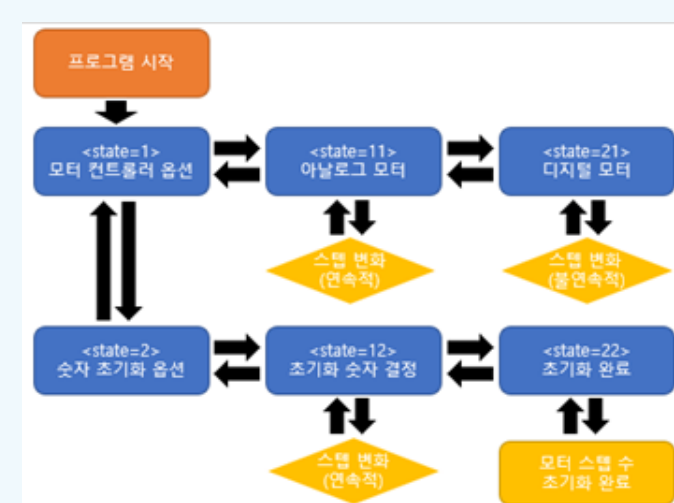 프로그램 시작
<state=1>
모터 컨트롤러 옵션
<state=11>
아날로그 모터
<state=21>
디지털 모터
스텝 변화
(연속적)
스텝 변화
(불연속적)
<state=2>
숫자 초기화 옵션
<state=12>
초기화 숫자 결정
<state=22>
초기화 완료
스텝 변화
(연속적)
모터 스텝 수
초기화 완료